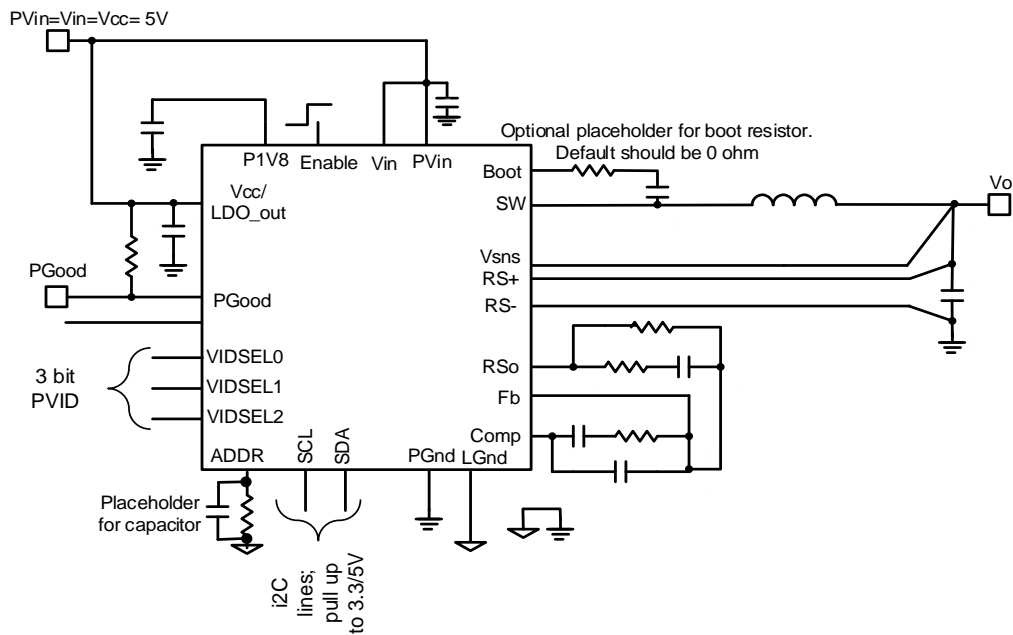 PVin=Vin=Vcc= 5V
Optional placeholder for boot resistor.
Default should be 0 ohm
P1V8
Enable
Vin
PVin
Boot
Vcc/
LDO_out
SW
Vo
Vsns
RS+
PGood
PGood
RS-
VIDSEL0
RSo
3 bit
PVID
VIDSEL1
Fb
VIDSEL2
Comp
ADDR
SCL
SDA
PGnd
LGnd
Placeholder
for capacitor
i2C
lines;
pull up
to 3.3/5V